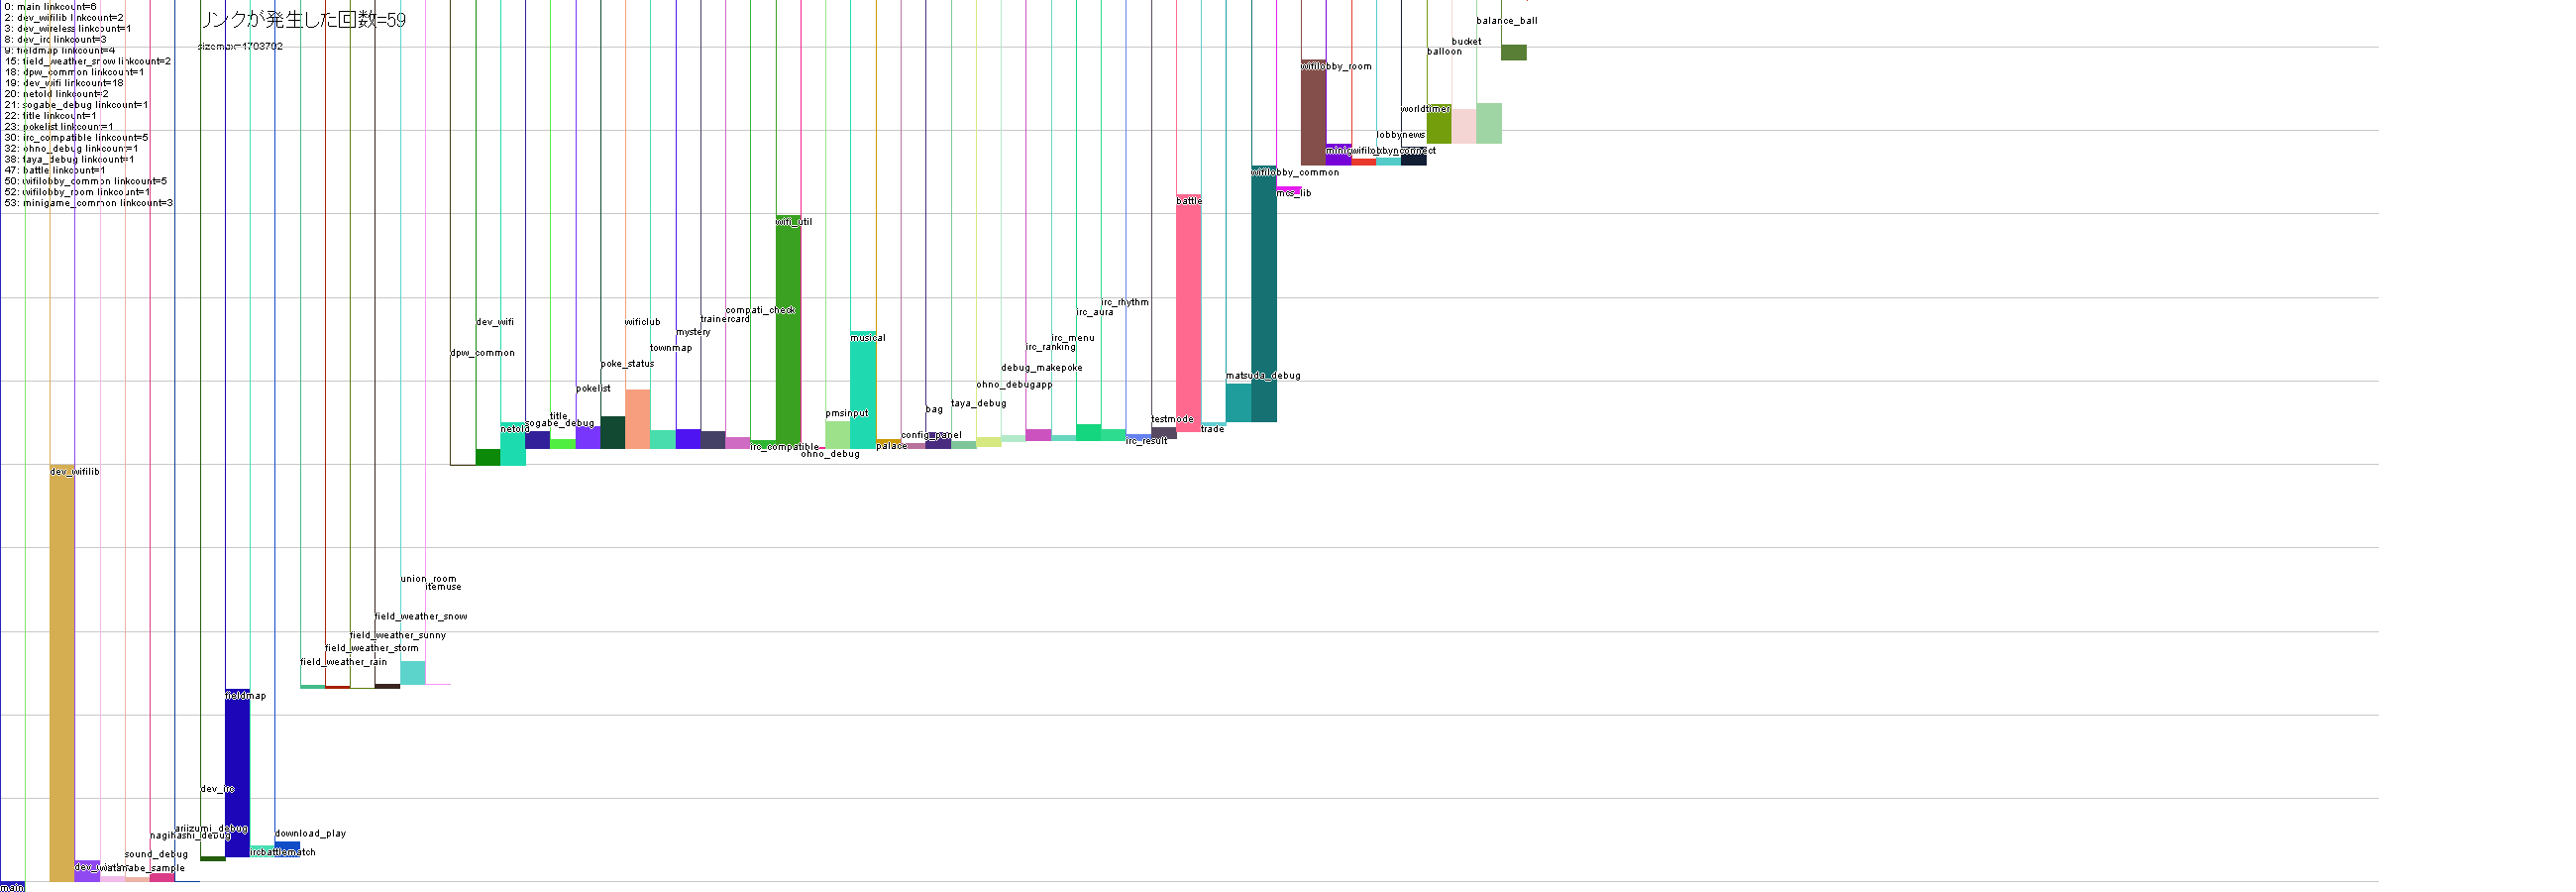 0: main linkcount=6
2: dev_wifilib linkcount=2
3: dev_wireless linkcount=1
8: dev_irc linkcount=3
9: fieldmap linkcount=4
15: field_weather_snow linkcount=2
18: dpw_common linkcount=1
19: dev_wifi linkcount=18
20: netold linkcount=2
21: sogabe_debug linkcount=1
22: title linkcount=1
23: pokelist linkcount=1
30: irc_compatible linkcount=5
32: ohno_debug linkcount=1
38: taya_debug linkcount=1
47: battle linkcount=1
50: wifilobby_common linkcount=5
52: wifilobby_room linkcount=1
53: minigame_common linkcount=3
リンクが発生した回数=59
sizemax=1703702
balance_ball
bucket
balloon
wifilobby_room
worldtimer
lobbynews
connect
wifilobby_common
mcs_lib
battle
wifi_util
irc_rhythm
compati_check
irc_aura
trainercard
dev_wifi
wificlub
mystery
musical
irc_menu
irc_ranking
townmap
dpw_common
poke_status
debug_makepoke
matsuda_debug
ohno_debugapp
pokelist
taya_debug
bag
pmsinput
title
testmode
sogabe_debug
netold
trade
config_panel
irc_result
irc_compatible
palace
ohno_debug
dev_wifilib
union_room
itemuse
field_weather_snow
field_weather_sunny
field_weather_storm
field_weather_rain
fieldmap
dev_irc
ariizumi_debug
download_play
nagihashi_debug
ircbattlematch
sound_debug
watanabe_sample
main